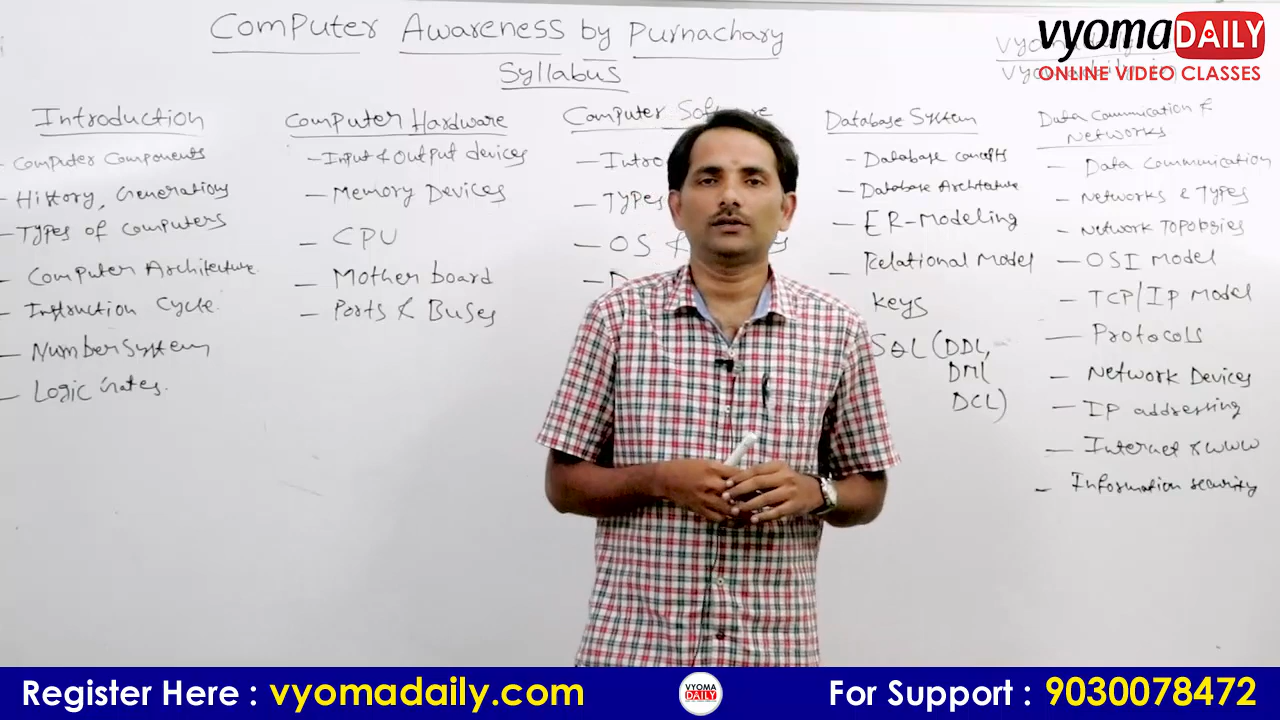 Computer Awareness by Purnachary
Syllabus
vyomaDAILY
ONLINE VIDEO CLASSES
Introduction
- Computer Components
- History, Generations
- Types of Computers
- Computer Architecture
- Instruction Cycle
- Number System
- Logic Gates.
Computer Hardware
- Input & Output devices
- Memory Devices
- CPU
- Mother board
- Ports & Buses
Computer Software
- Intro
- Types
- OS &
Database System
- Database concepts
- Database Architecture
- ER-Modeling
- Relational Model
Keys
SQL (DDL,
DML
DCL)
Data Communication &
Networks
- Data Communication
- Networks & Types
- Network Topologies
- OSI Model
- TCP/IP Model
- Protocols
- Network Devices
- IP addressing
- Internet & WWW
- Information security
Register Here : vyomadaily.com
VYOMA
DAILY
For Support : 9030078472